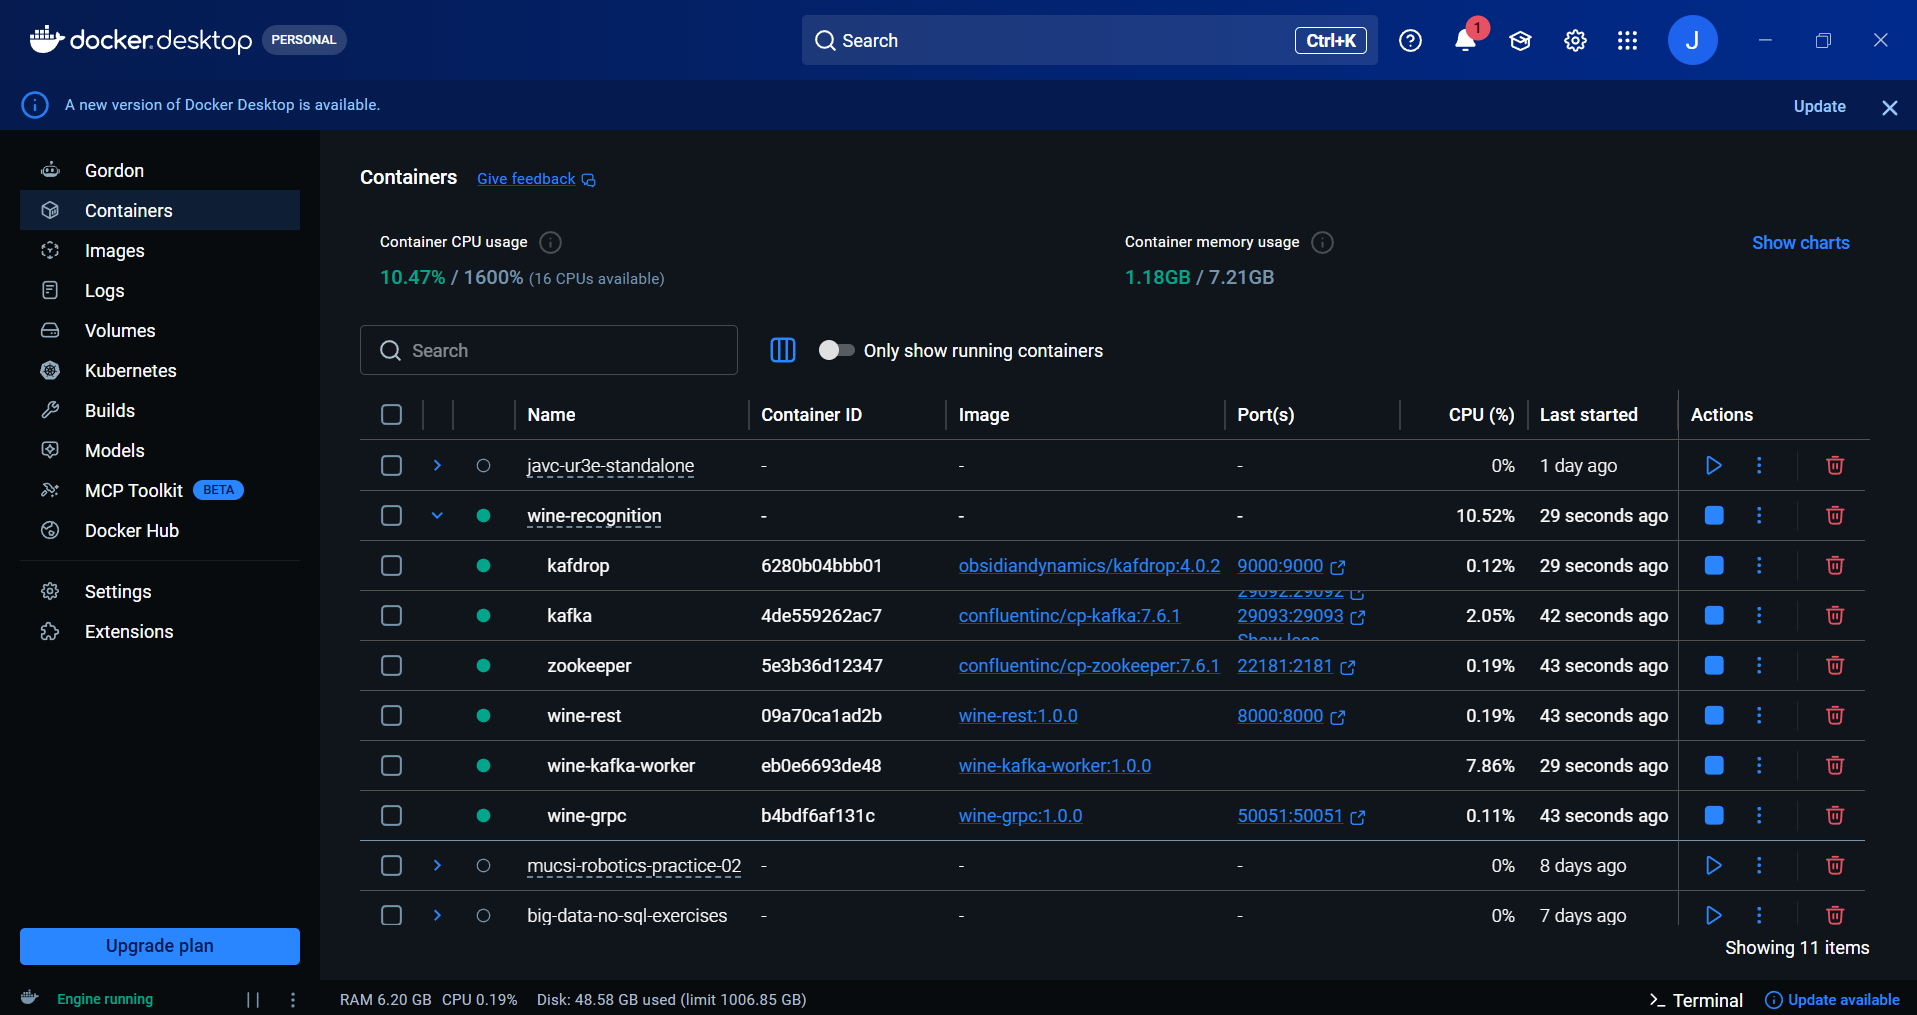 docker.desktop PERSONAL
Search Ctrl+K
1
J
A new version of Docker Desktop is available.
Update
Gordon
Containers
Images
Logs
Volumes
Kubernetes
Builds
Models
MCP Toolkit BETA
Docker Hub
Settings
Extensions
Upgrade plan
Containers Give feedback
Container CPU usage
10.47% / 1600% (16 CPUs available)
Container memory usage
1.18GB / 7.21GB
Show charts
Search
Only show running containers
Name Container ID Image Port(s) CPU (%) Last started Actions
javc-ur3e-standalone - - - 0% 1 day ago
wine-recognition - - - 10.52% 29 seconds ago
kafdrop 6280b04bbb01 obsidiandynamics/kafdrop:4.0.2 9000:9000 0.12% 29 seconds ago
29092:29092
kafka 4de559262ac7 confluentinc/cp-kafka:7.6.1 29093:29093 2.05% 42 seconds ago
Show less
zookeeper 5e3b36d12347 confluentinc/cp-zookeeper:7.6.1 22181:2181 0.19% 43 seconds ago
wine-rest 09a70ca1ad2b wine-rest:1.0.0 8000:8000 0.19% 43 seconds ago
wine-kafka-worker eb0e6693de48 wine-kafka-worker:1.0.0 7.86% 29 seconds ago
wine-grpc b4bdf6af131c wine-grpc:1.0.0 50051:50051 0.11% 43 seconds ago
mucsi-robotics-practice-02 - - - 0% 8 days ago
big-data-no-sql-exercises - - - 0% 7 days ago
Showing 11 items
Engine running
RAM 6.20 GB CPU 0.19% Disk: 48.58 GB used (limit 1006.85 GB)
Terminal
Update available